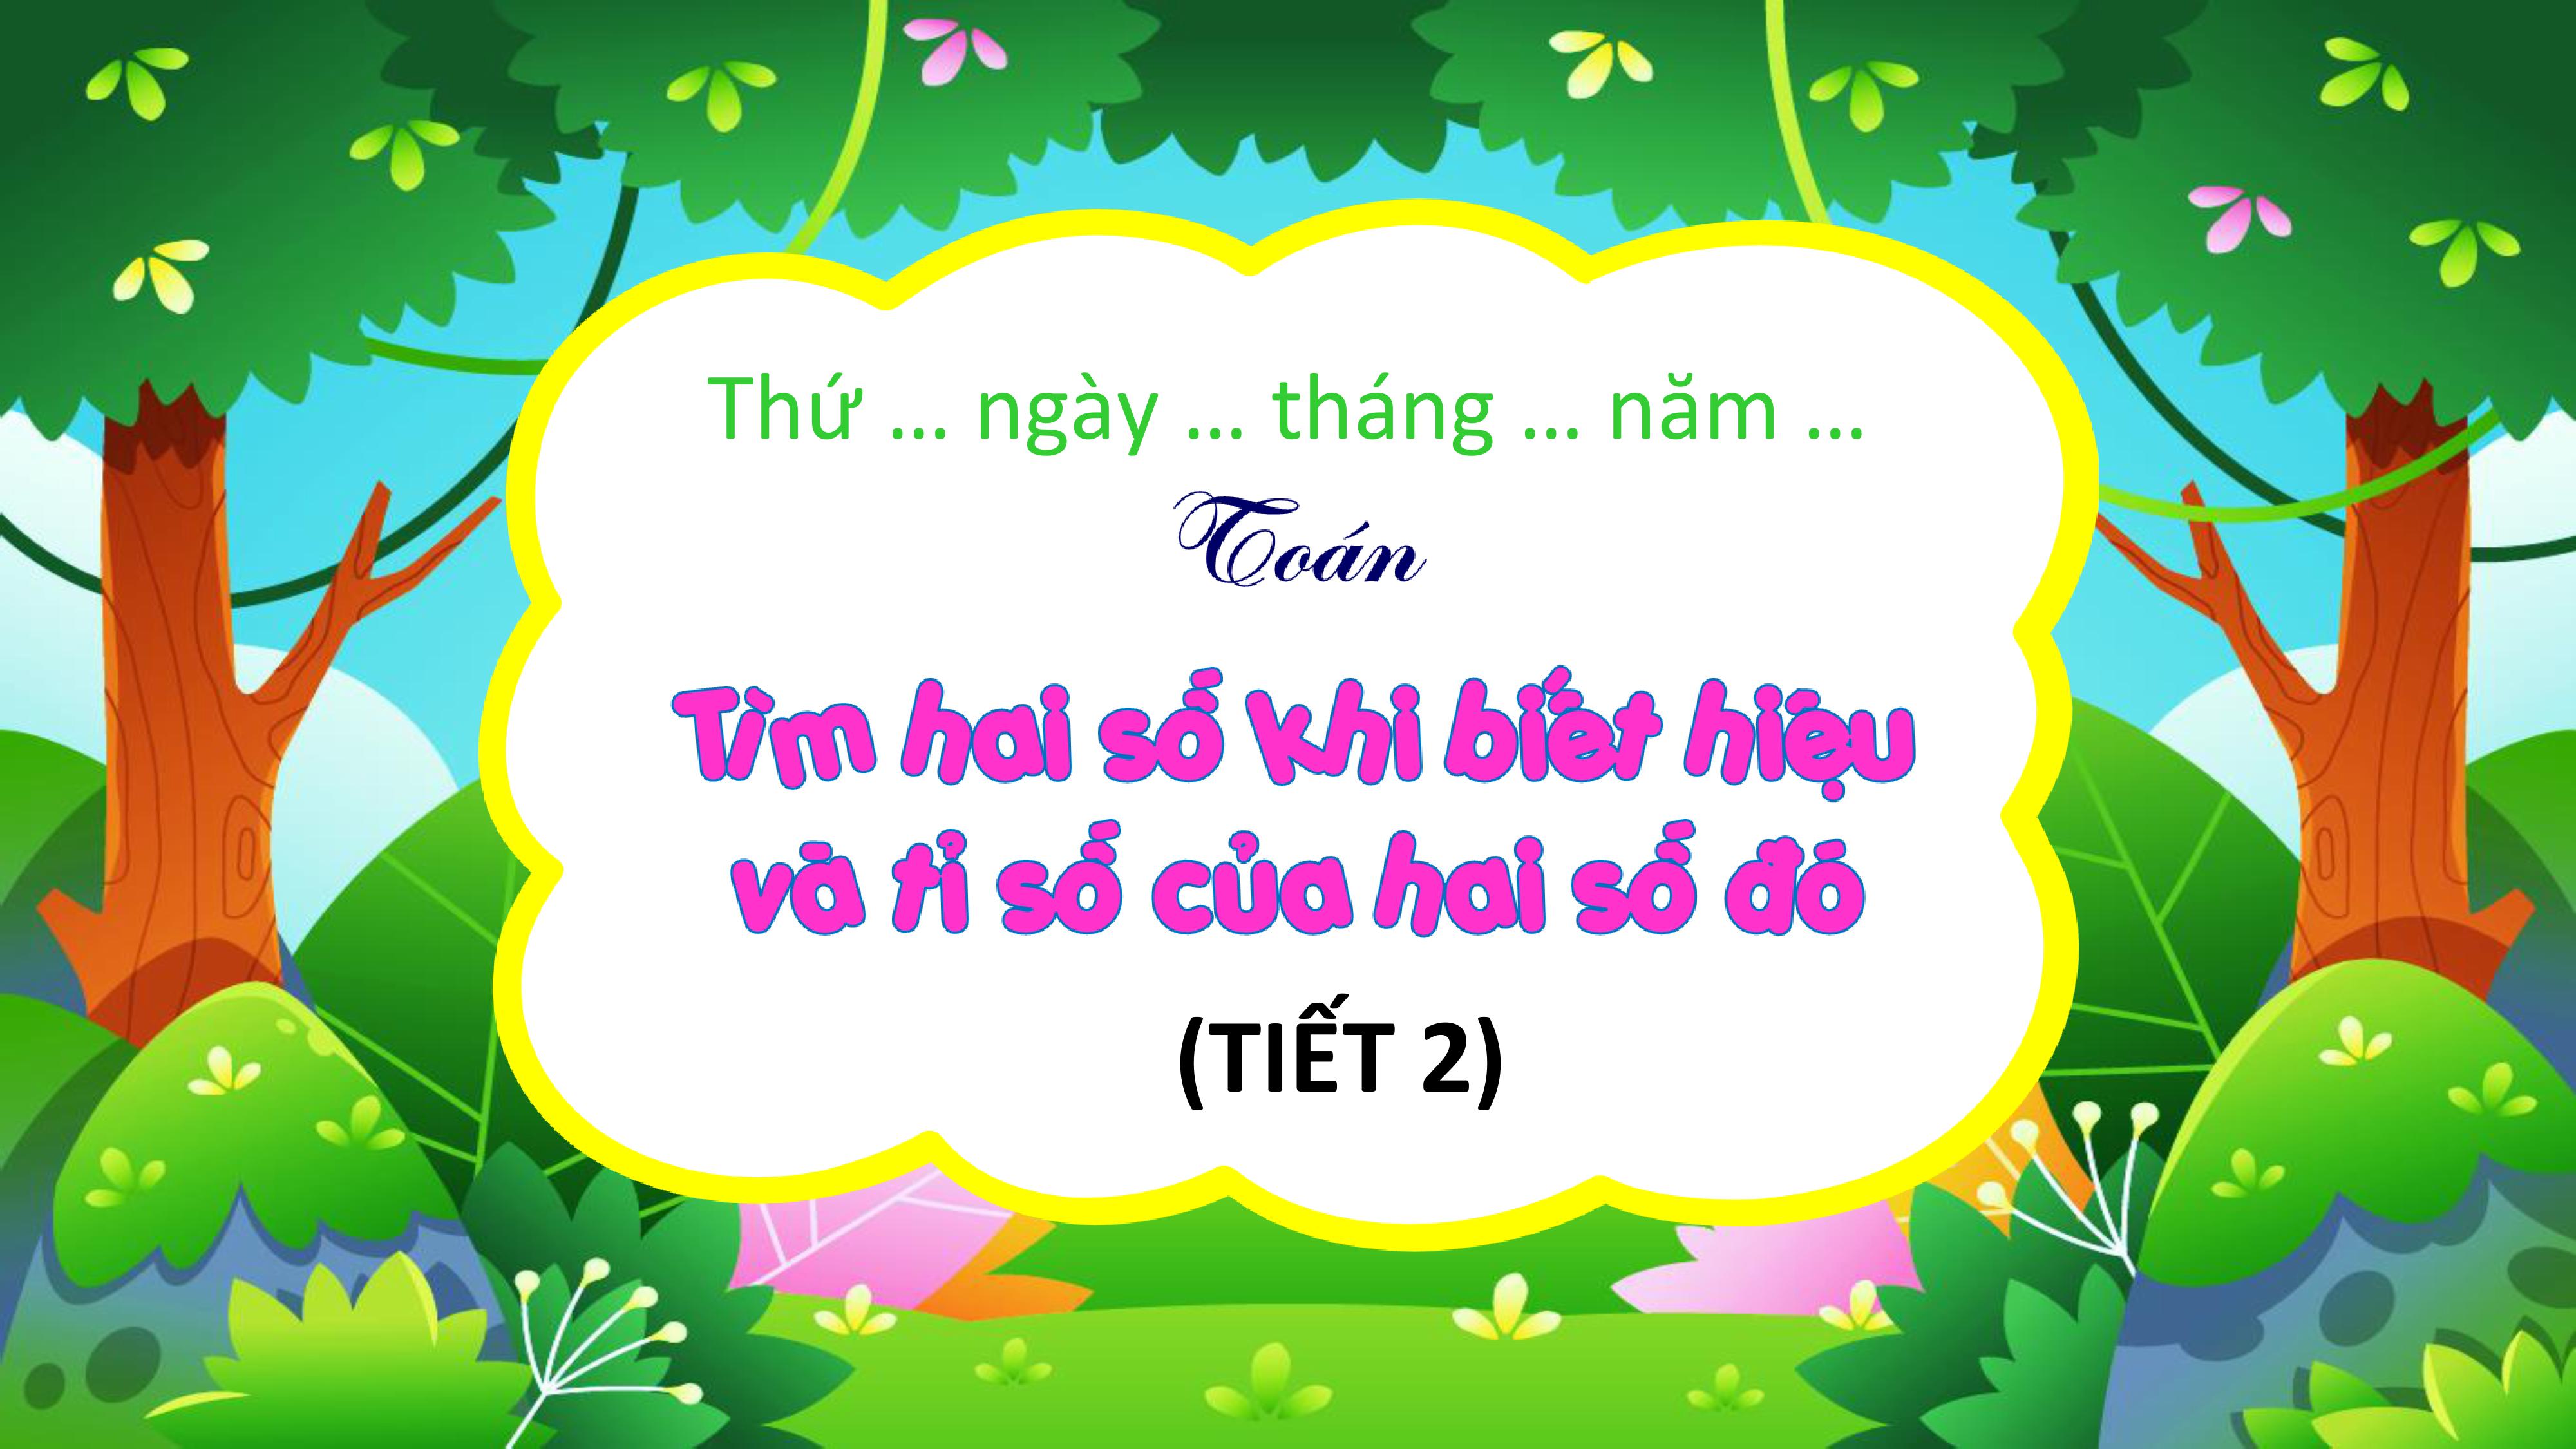 Thứ ... ngày ... tháng ... năm ...
Toán
Tìm hai số khi biết hiệu
và tỉ số của hai số đó
(TIẾT 2)